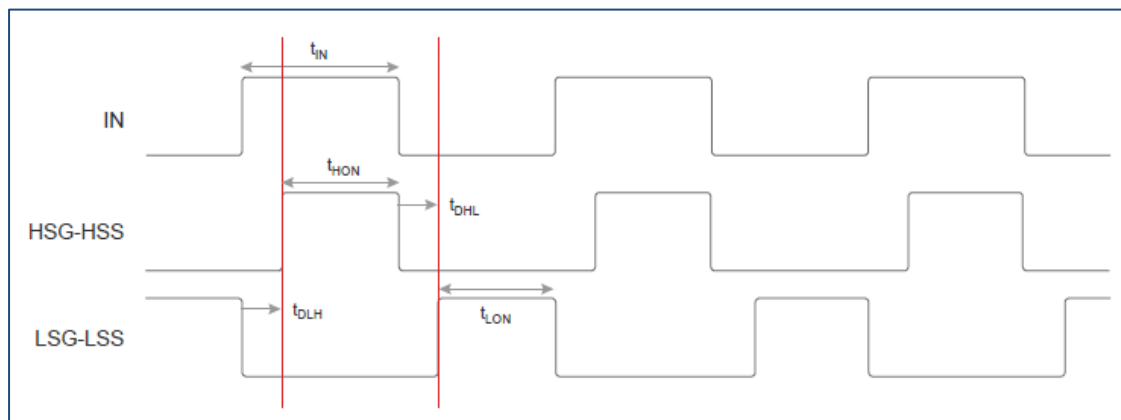 tIN
IN
tHON
tDHL
HSG-HSS
tDLH
tLON
LSG-LSS